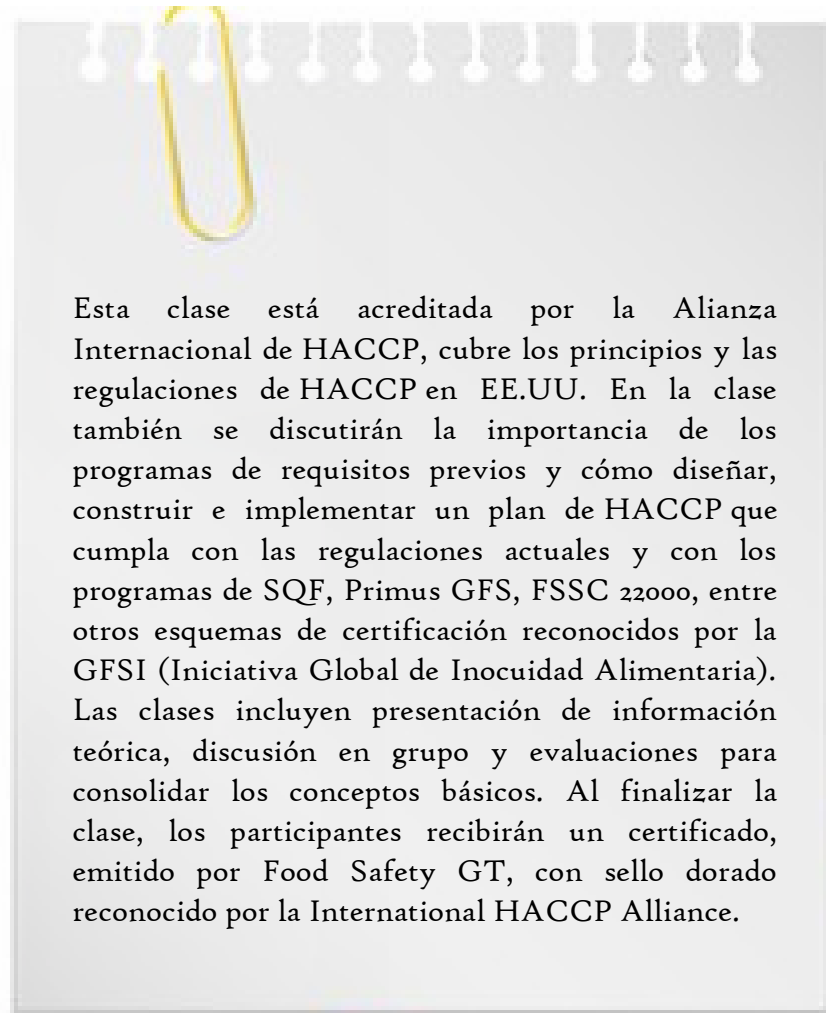 Esta clase está acreditada por la Alianza
Internacional de HACCP, cubre los principios y las
regulaciones de HACCP en EE.UU. En la clase
también se discutirán la importancia de los
programas de requisitos previos y cómo diseñar,
construir e implementar un plan de HACCP que
cumpla con las regulaciones actuales y con los
programas de SQF, Primus GFS, FSSC 22000, entre
otros esquemas de certificación reconocidos por la
GFSI (Iniciativa Global de Inocuidad Alimentaria).
Las clases incluyen presentación de información
teórica, discusión en grupo y evaluaciones para
consolidar los conceptos básicos. Al finalizar la
clase, los participantes recibirán un certificado,
emitido por Food Safety GT, con sello dorado
reconocido por la International HACCP Alliance.